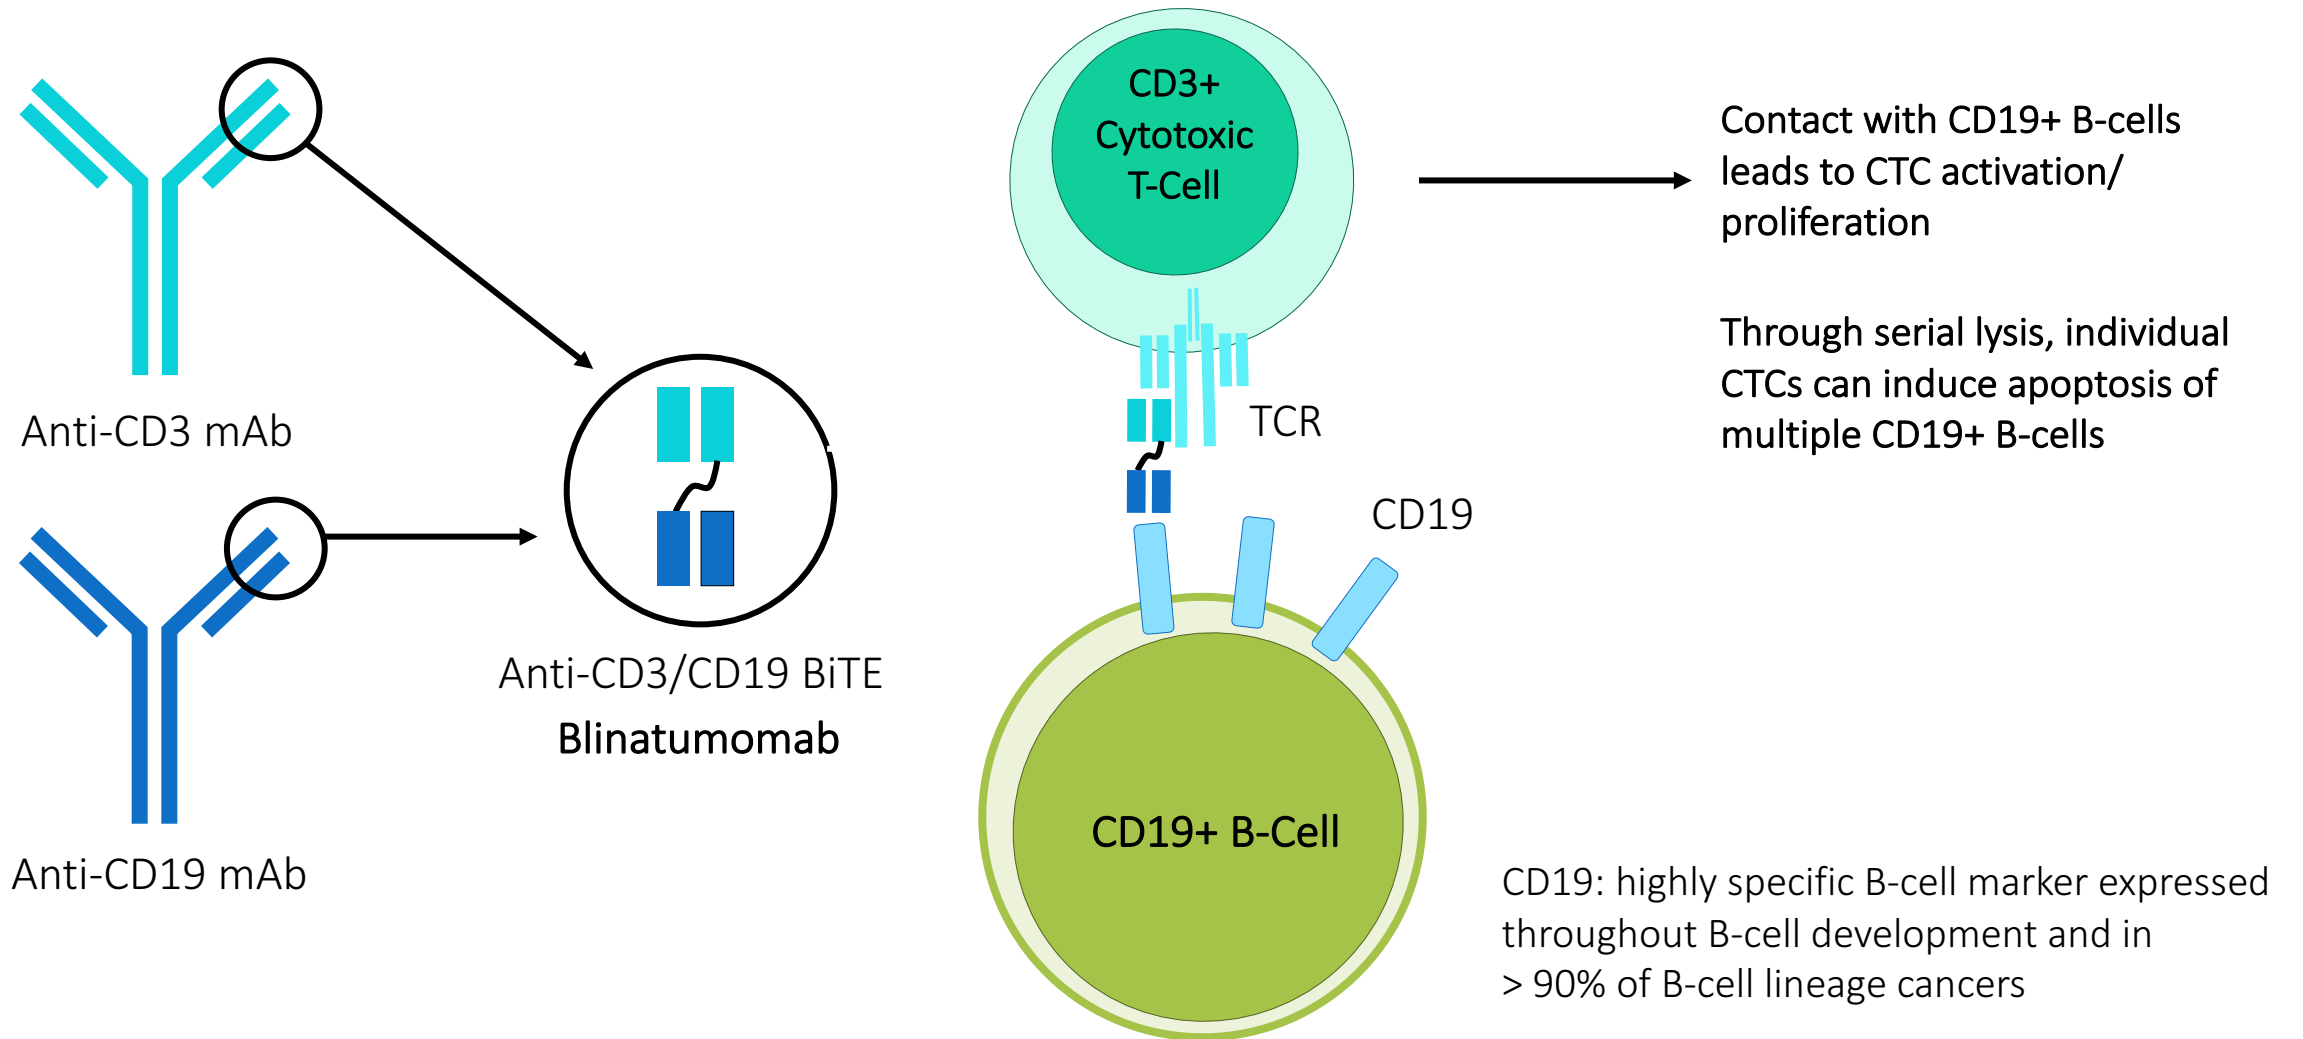 Anti-CD3 mAb
Anti-CD19 mAb
Anti-CD3/CD19 BiTE
Blinatumomab
CD3+
Cytotoxic
T-Cell
TCR
CD19
CD19+ B-Cell
Contact with CD19+ B-cells
leads to CTC activation/
proliferation
Through serial lysis, individual
CTCs can induce apoptosis of
multiple CD19+ B-cells
CD19: highly specific B-cell marker expressed
throughout B-cell development and in
> 90% of B-cell lineage cancers